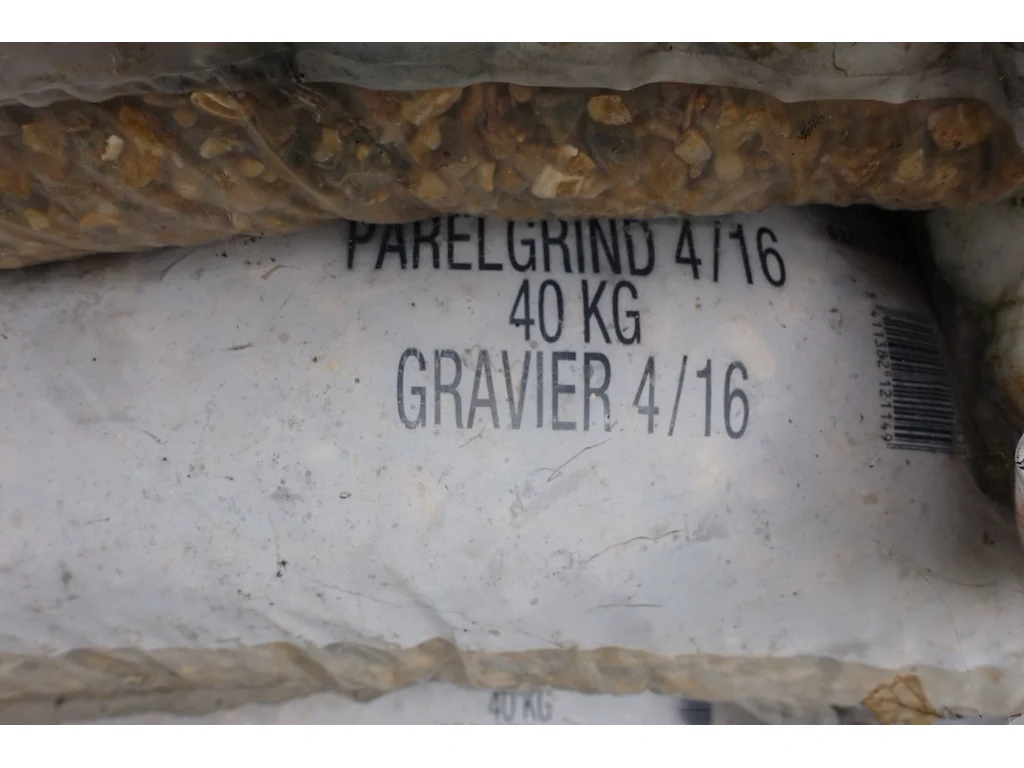 PARELGRIND 4/16
40 KG
GRAVIER 4/16
40 KG